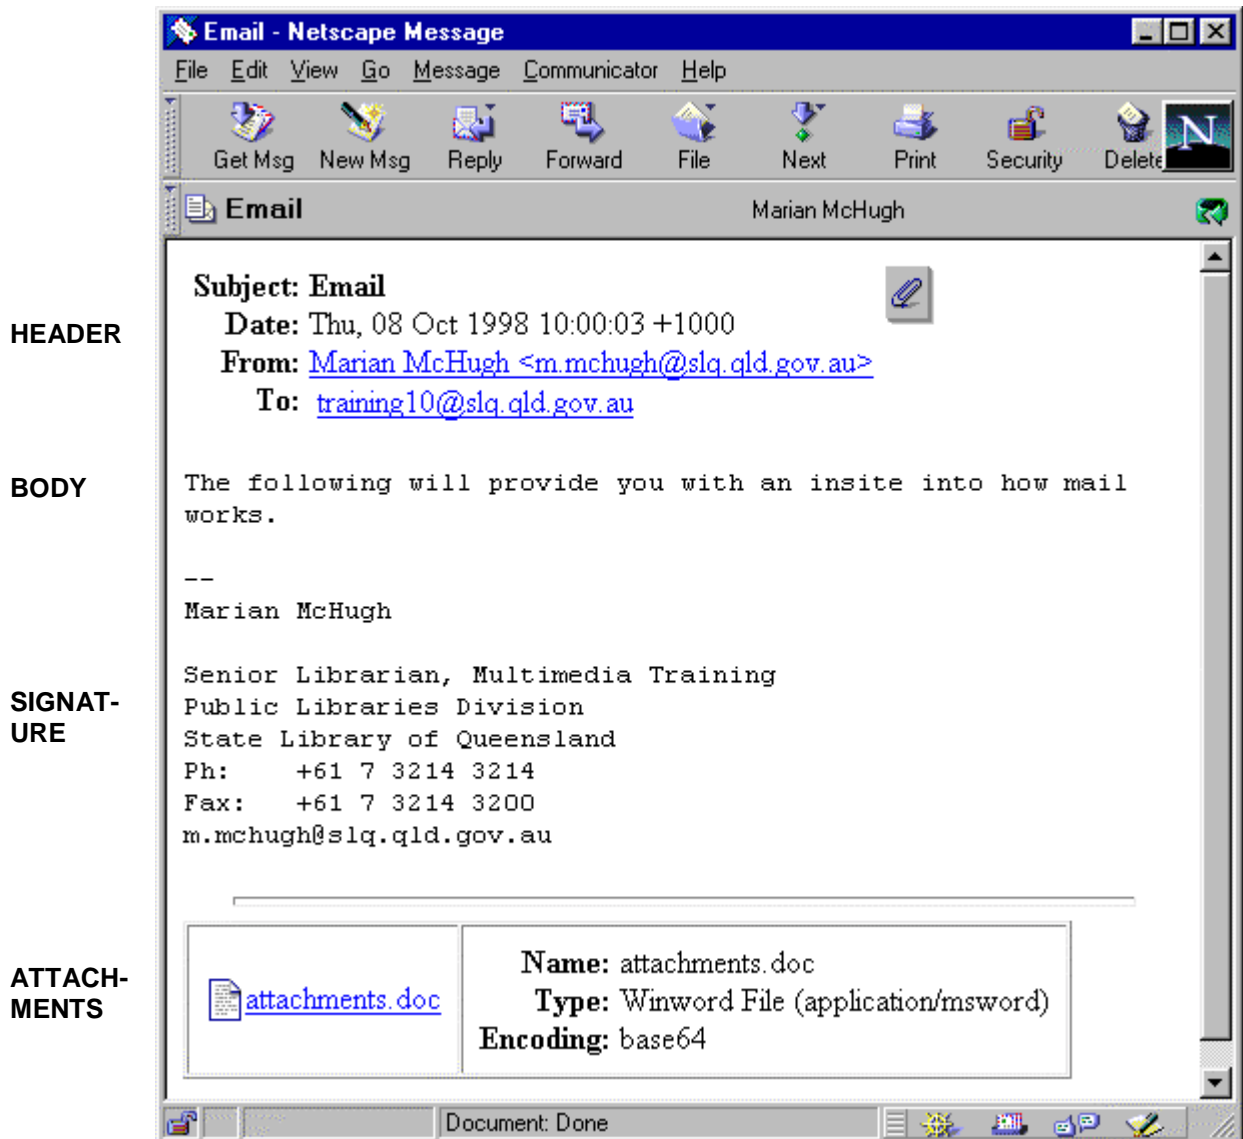 Email - Netscape Message
File Edit View Go Message Communicator Help
Get Msg New Msg Reply Forward File Next Print Security Delete N
Email Marian McHugh
HEADER
Subject: Email
Date: Thu, 08 Oct 1998 10:00:03 +1000
From: Marian McHugh <m.mchugh@slq.qld.gov.au>
To: training10@slq.qld.gov.au
BODY
The following will provide you with an insite into how mail
works.
--
Marian McHugh
SIGNAT-
URE
Senior Librarian, Multimedia Training
Public Libraries Division
State Library of Queensland
Ph: +61 7 3214 3214
Fax: +61 7 3214 3200
m.mchugh@slq.qld.gov.au
ATTACH-
MENTS
attachments.doc
Name: attachments.doc
Type: Winword File (application/msword)
Encoding: base64
Document: Done